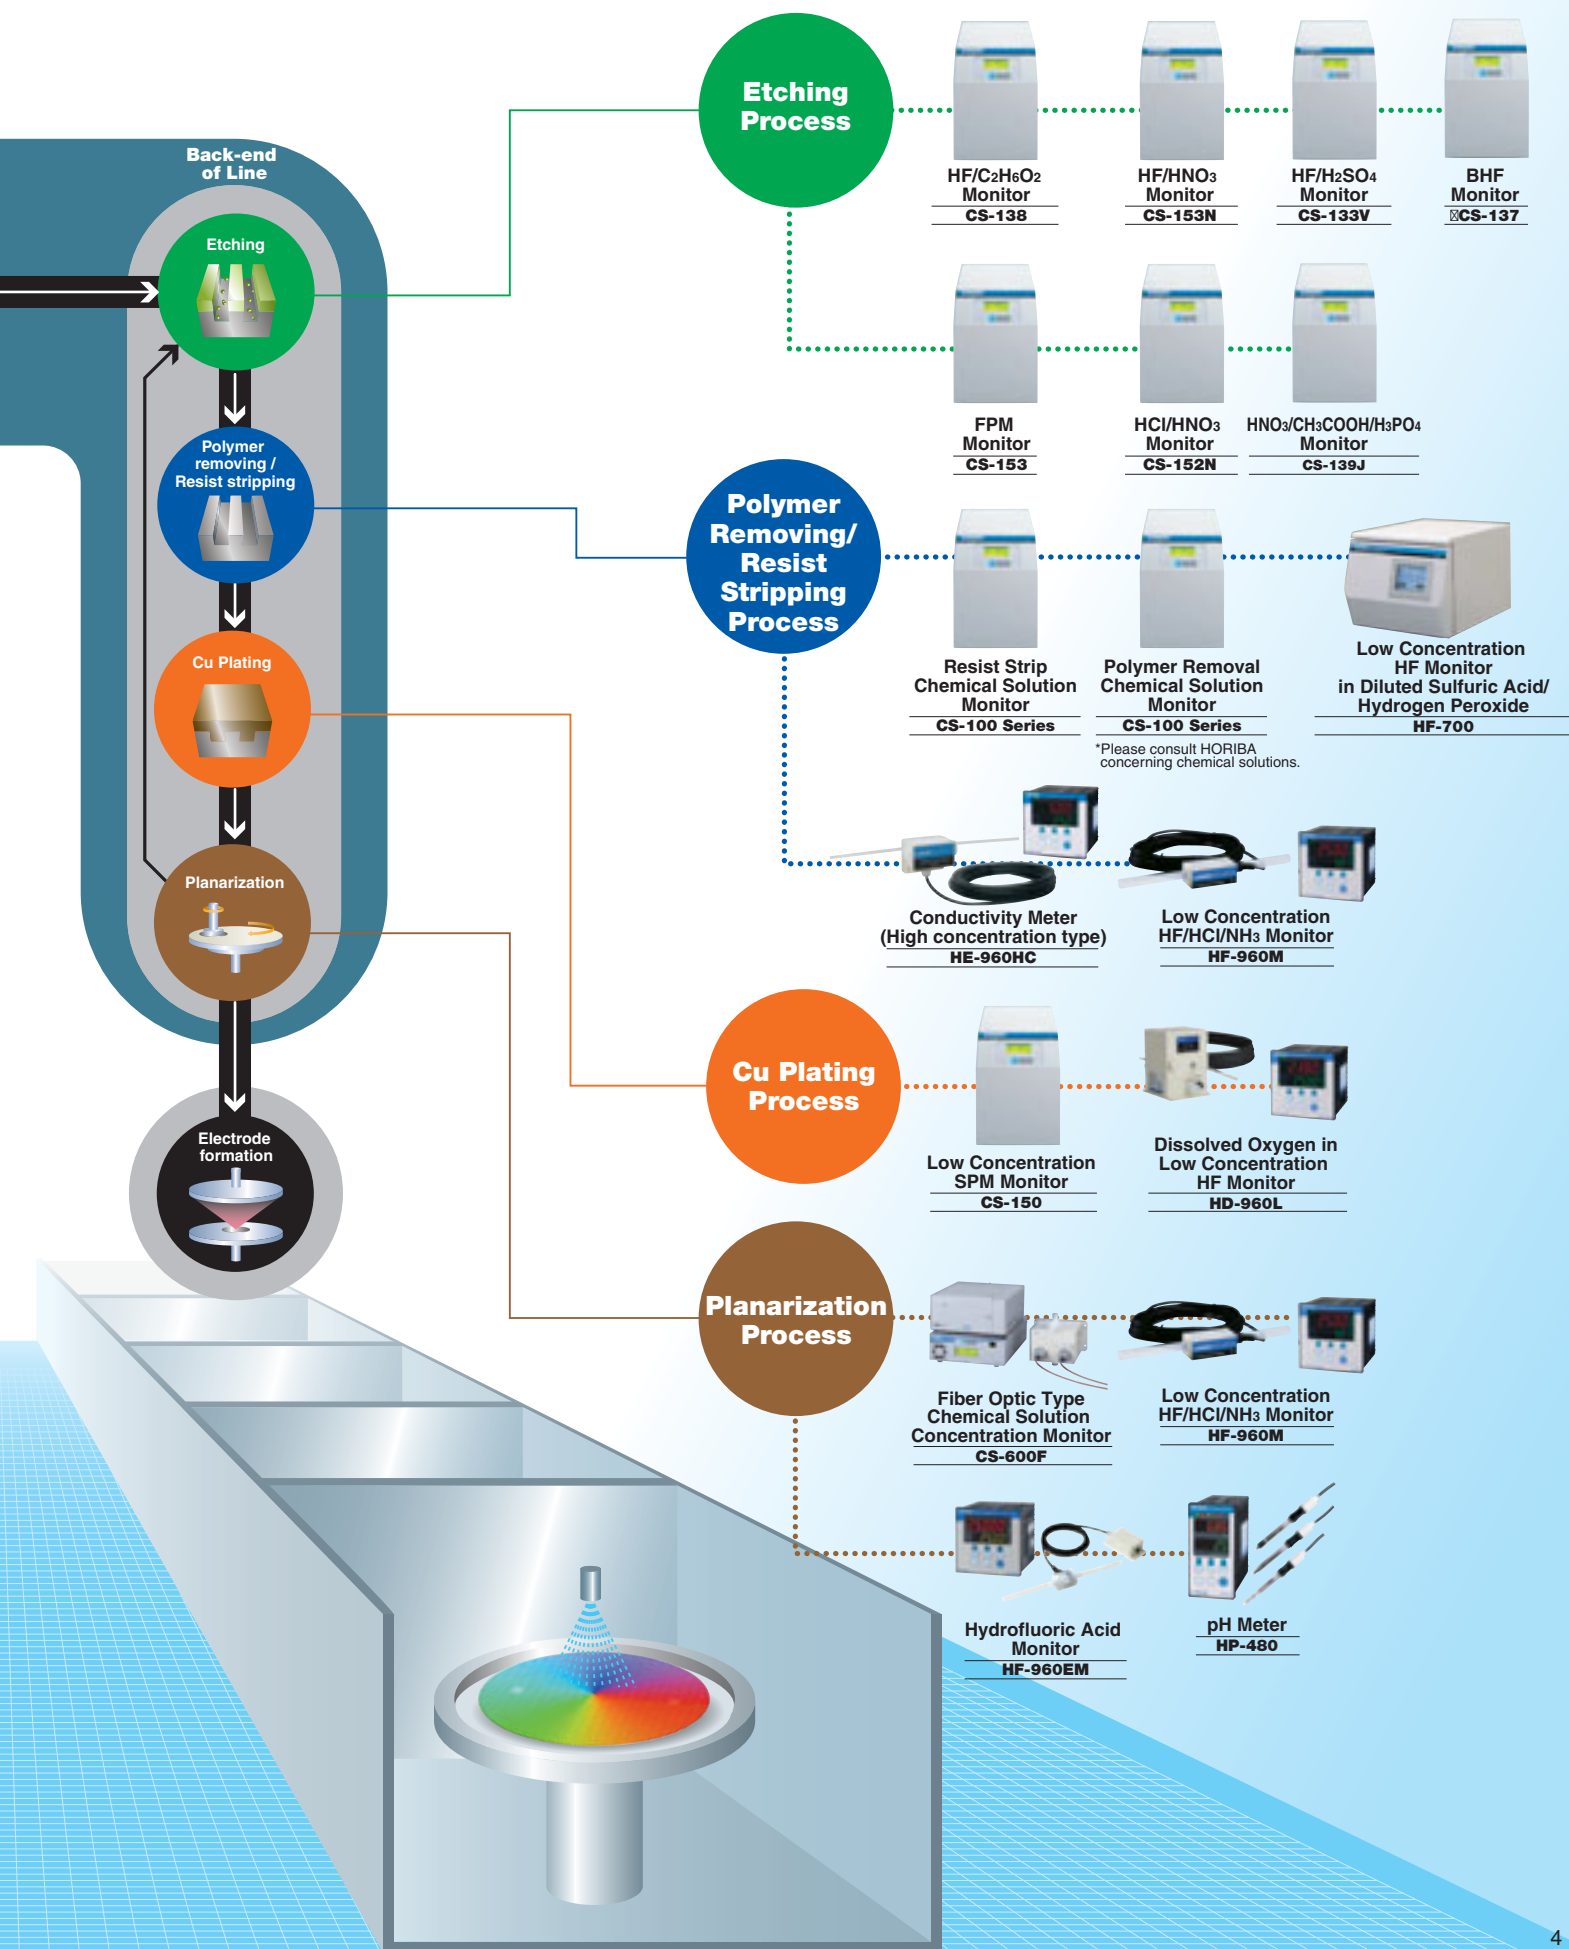 Back-end
of Line
Etching
Polymer
removing /
Resist stripping
Cu Plating
Planarization
Electrode
formation
Etching
Process
HF/C2H6O2
Monitor
CS-138
HF/HNO3
Monitor
CS-153N
HF/H2SO4
Monitor
CS-133V
BHF
Monitor
CS-137
FPM
Monitor
CS-153
HCl/HNO3
Monitor
CS-152N
HNO3/CH3COOH/H3PO4
Monitor
CS-139J
Polymer
Removing/
Resist
Stripping
Process
Resist Strip
Chemical Solution
Monitor
CS-100 Series
Polymer Removal
Chemical Solution
Monitor
CS-100 Series
*Please consult HORIBA
concerning chemical solutions.
Low Concentration
HF Monitor
in Diluted Sulfuric Acid/
Hydrogen Peroxide
HF-700
Conductivity Meter
(High concentration type)
HE-960HC
Low Concentration
HF/HCl/NH3 Monitor
HF-960M
Cu Plating
Process
Low Concentration
SPM Monitor
CS-150
Dissolved Oxygen in
Low Concentration
HF Monitor
HD-960L
Planarization
Process
Fiber Optic Type
Chemical Solution
Concentration Monitor
CS-600F
Low Concentration
HF/HCl/NH3 Monitor
HF-960M
Hydrofluoric Acid
Monitor
HF-960EM
pH Meter
HP-480
4